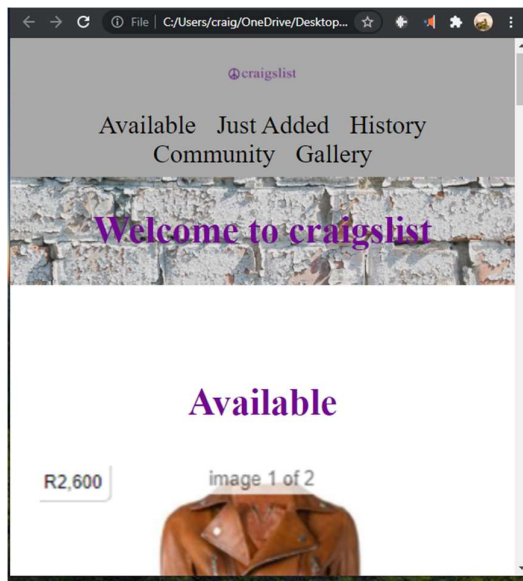 File | C:/Users/craig/OneDrive/Desktop...
craigslist
Available Just Added History
Community Gallery
Welcome to craigslist
Available
R2,600
image 1 of 2